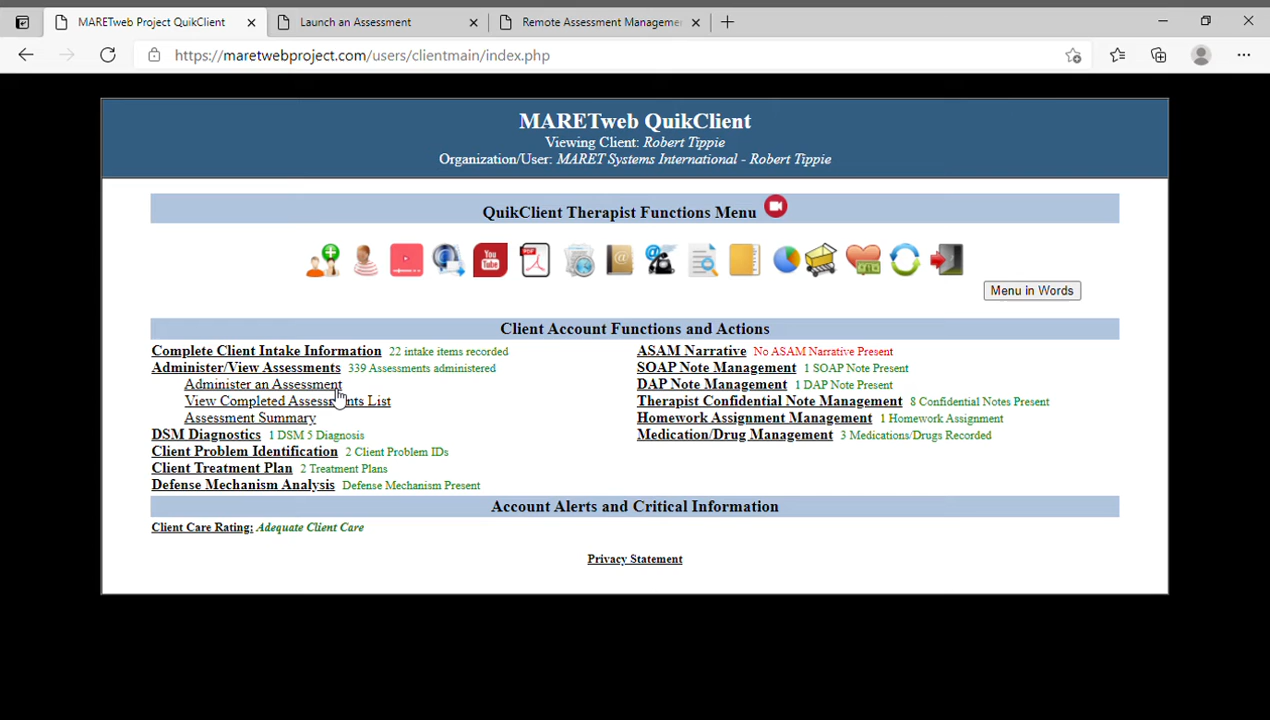 MARETweb Project QuikClient
Launch an Assessment
Remote Assessment Manageme
https://maretwebproject.com/users/clientmain/index.php
MARETweb QuikClient
Viewing Client: Robert Tippie
Organization/User: MARET Systems International - Robert Tippie
QuikClient Therapist Functions Menu
You
Tube
PDF
Menu in Words
Client Account Functions and Actions
Complete Client Intake Information 22 intake items recorded
Administer/View Assessments 339 Assessments administered
Administer an Assessment
View Completed Assessments List
Assessment Summary
DSM Diagnostics 1 DSM 5 Diagnosis
Client Problem Identification 2 Client Problem IDs
Client Treatment Plan 2 Treatment Plans
Defense Mechanism Analysis Defense Mechanism Present
ASAM Narrative No ASAM Narrative Present
SOAP Note Management 1 SOAP Note Present
DAP Note Management 1 DAP Note Present
Therapist Confidential Note Management 8 Confidential Notes Present
Homework Assignment Management 1 Homework Assignment
Medication/Drug Management 3 Medications/Drugs Recorded
Account Alerts and Critical Information
Client Care Rating: Adequate Client Care
Privacy Statement